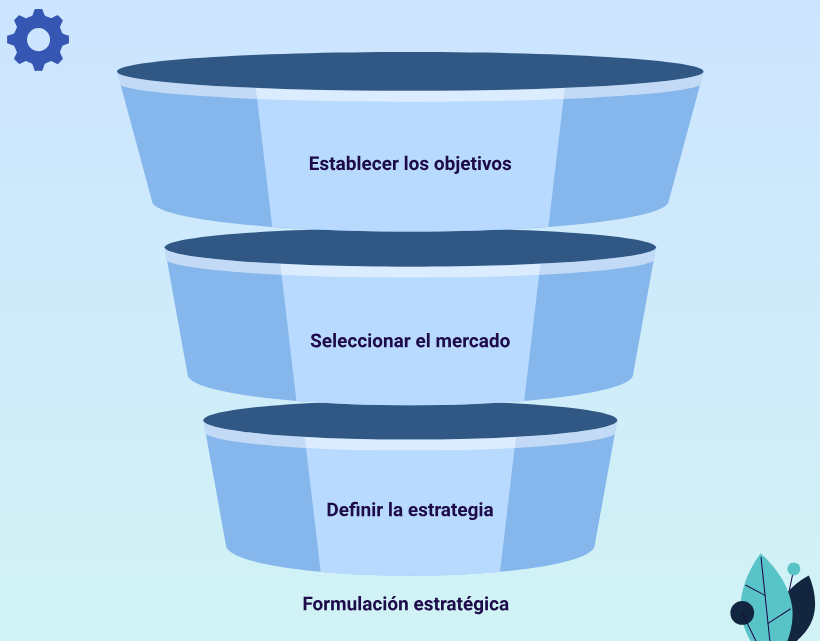 Establecer los objetivos
Seleccionar el mercado
Definir la estrategia
Formulación estratégica